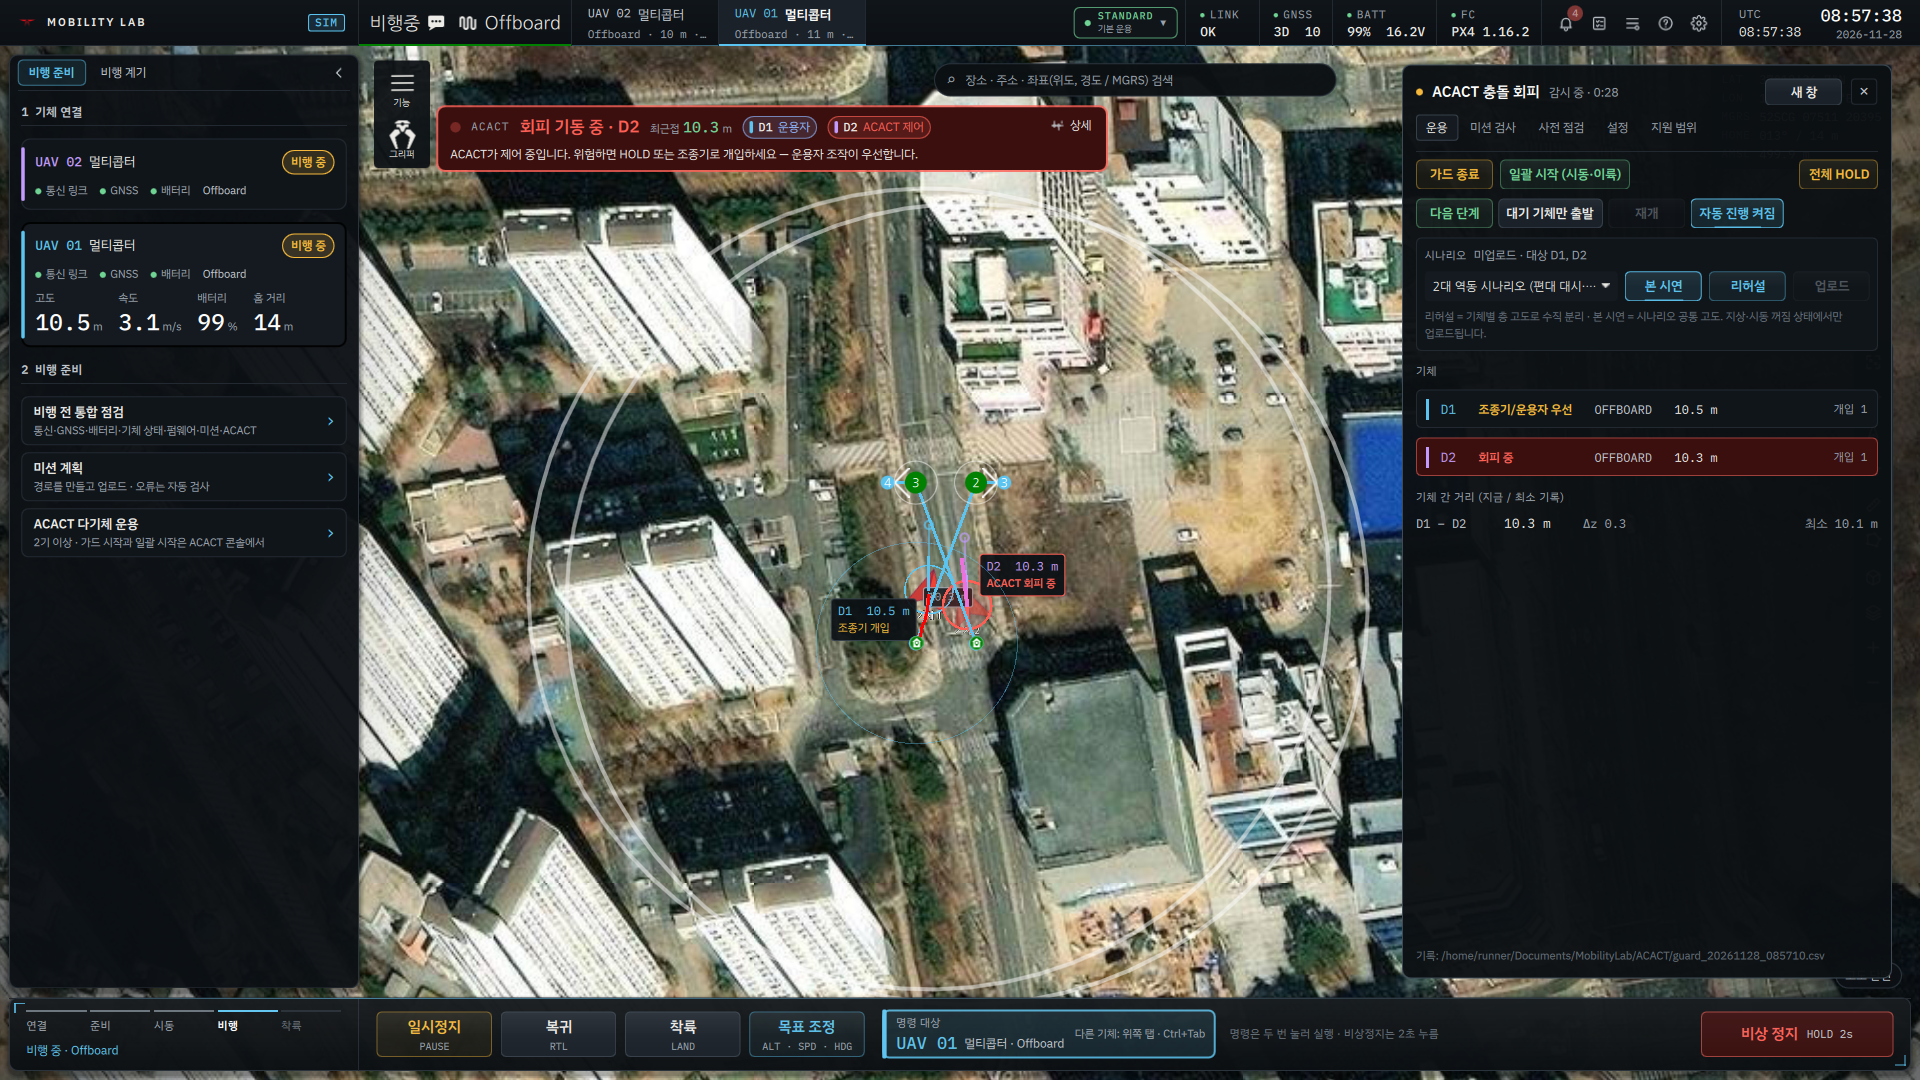 MOBILITY LAB
SIM
비행중
Offboard
UAV 02 멀티콥터
Offboard · 10 m ·…
UAV 01 멀티콥터
Offboard · 11 m ·…
STANDARD
기본 운용
LINK
OK
GNSS
3D 10
BATT
99% 16.2V
FC
PX4 1.16.2
4
UTC
08:57:38
08:57:38
2026-11-28
비행 준비
비행 계기
1 기체 연결
UAV 02 멀티콥터
비행 중
통신 링크
GNSS
배터리
Offboard
UAV 01 멀티콥터
비행 중
통신 링크
GNSS
배터리
Offboard
고도
속도
배터리
홈 거리
10.5 m
3.1 m/s
99 %
14 m
2 비행 준비
비행 전 통합 점검
통신·GNSS·배터리·기체 상태·펌웨어·미션·ACACT
미션 계획
경로를 만들고 업로드 · 오류는 자동 검사
ACACT 다기체 운용
2기 이상 · 가드 시작과 일괄 시작은 ACACT 콘솔에서
기능
그리퍼
장소 · 주소 · 좌표(위도, 경도 / MGRS) 검색
ACACT
회피 기동 중 · D2
최근접 10.3 m
D1 운용자
D2 ACACT 제어
상세
ACACT가 제어 중입니다. 위험하면 HOLD 또는 조종기로 개입하세요 — 운용자 조작이 우선합니다.
4
3
2
3
D2 10.3 m
ACACT 회피 중
D1 10.5 m
조종기 개입
ACACT 충돌 회피
감시 중 · 0:28
새 창
운용
미션 검사
사전 점검
설정
지원 범위
가드 종료
일괄 시작 (시동·이륙)
전체 HOLD
다음 단계
대기 기체만 출발
재개
자동 진행 켜짐
시나리오 미업로드 · 대상 D1, D2
2대 역동 시나리오 (편대 대시·…
본 시연
리허설
업로드
리허설 = 기체별 층 고도로 수직 분리 · 본 시연 = 시나리오 공통 고도. 지상·시동 꺼짐 상태에서만
업로드됩니다.
기체
D1
조종기/운용자 우선
OFFBOARD
10.5 m
개입 1
D2
회피 중
OFFBOARD
10.3 m
개입 1
기체 간 거리 (지금 / 최소 기록)
D1 – D2
10.3 m
Δz 0.3
최소 10.1 m
기록: /home/runner/Documents/MobilityLab/ACACT/guard_20261128_085710.csv
연결
준비
시동
비행
착륙
비행 중 · Offboard
일시정지
PAUSE
복귀
RTL
착륙
LAND
목표 조정
ALT · SPD · HDG
명령 대상
UAV 01 멀티콥터 · Offboard
다른 기체: 위쪽 탭 · Ctrl+Tab
명령은 두 번 눌러 실행 · 비상정지는 2초 누름
비상 정지 HOLD 2s